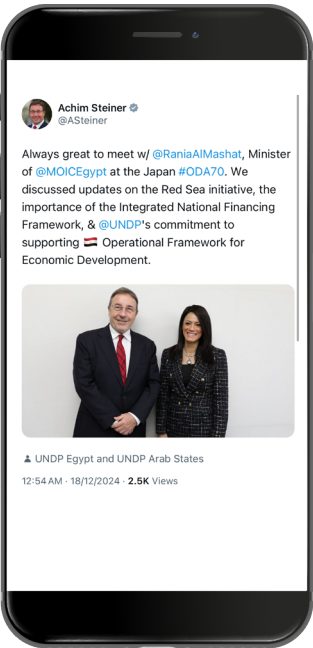 Achim Steiner
@ASteiner
Always great to meet w/ @RaniaAlMashat, Minister
of @MOICEgypt at the Japan #ODA70. We
discussed updates on the Red Sea initiative, the
importance of the Integrated National Financing
Framework, & @UNDP's commitment to
supporting 🇪🇬 Operational Framework for
Economic Development.
UNDP Egypt and UNDP Arab States
12:54 AM · 18/12/2024 · 2.5K Views